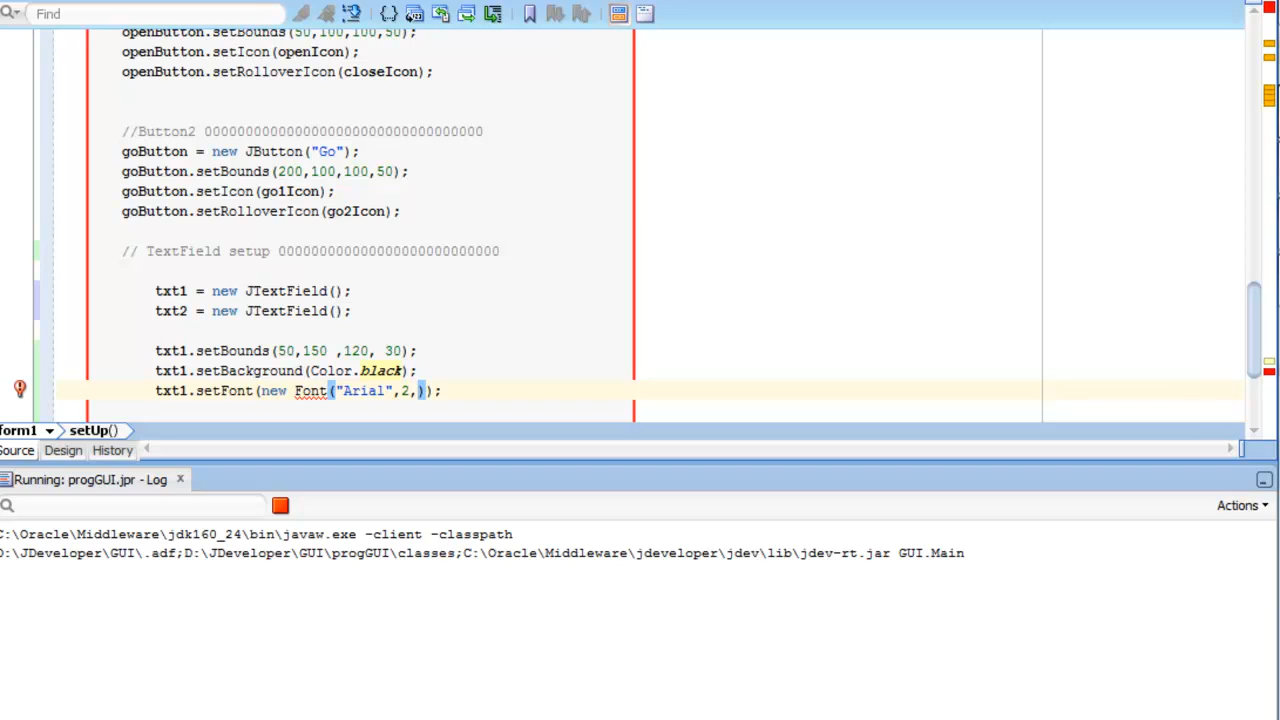 Find
openButton.setBounds(50,100,100,50);
openButton.setIcon(openIcon);
openButton.setRolloverIcon(closeIcon);
//Button2 0000000000000000000000000000000000
goButton = new JButton("Go");
goButton.setBounds(200,100,100,50);
goButton.setIcon(go1Icon);
goButton.setRolloverIcon(go2Icon);
// TextField setup 000000000000000000000000000
txt1 = new JTextField();
txt2 = new JTextField();
txt1.setBounds(50,150 ,120, 30);
txt1.setBackground(Color.black);
txt1.setFont(new Font("Arial",2,));
form1 setUp()
Source Design History
Running: progGUI.jpr - Log x
Actions
C:\Oracle\Middleware\jdk160_24\bin\javaw.exe -client -classpath
D:\JDeveloper\GUI\.adf;D:\JDeveloper\GUI\progGUI\classes;C:\Oracle\Middleware\jdeveloper\jdev\lib\jdev-rt.jar GUI.Main